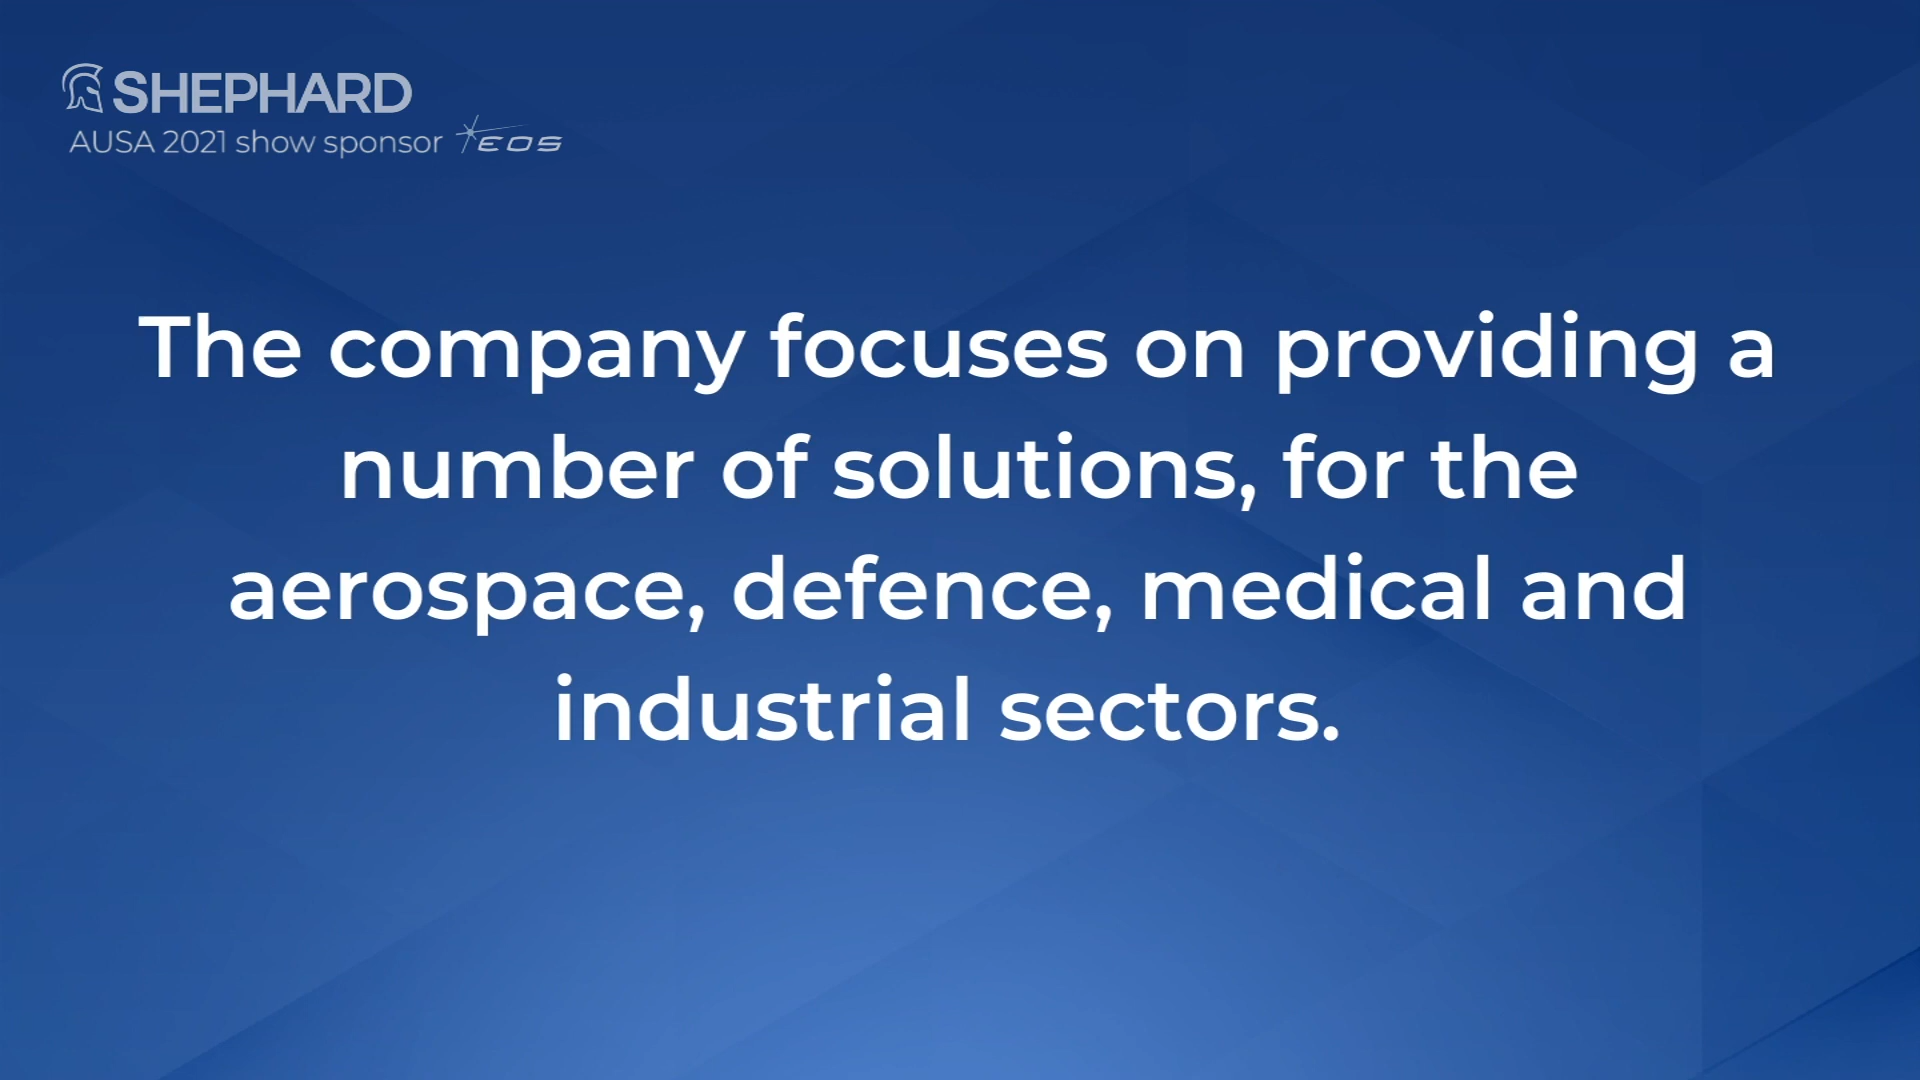 SHEPHARD
AUSA 2021 show sponsor EOS
The company focuses on providing a
number of solutions, for the
aerospace, defence, medical and
industrial sectors.